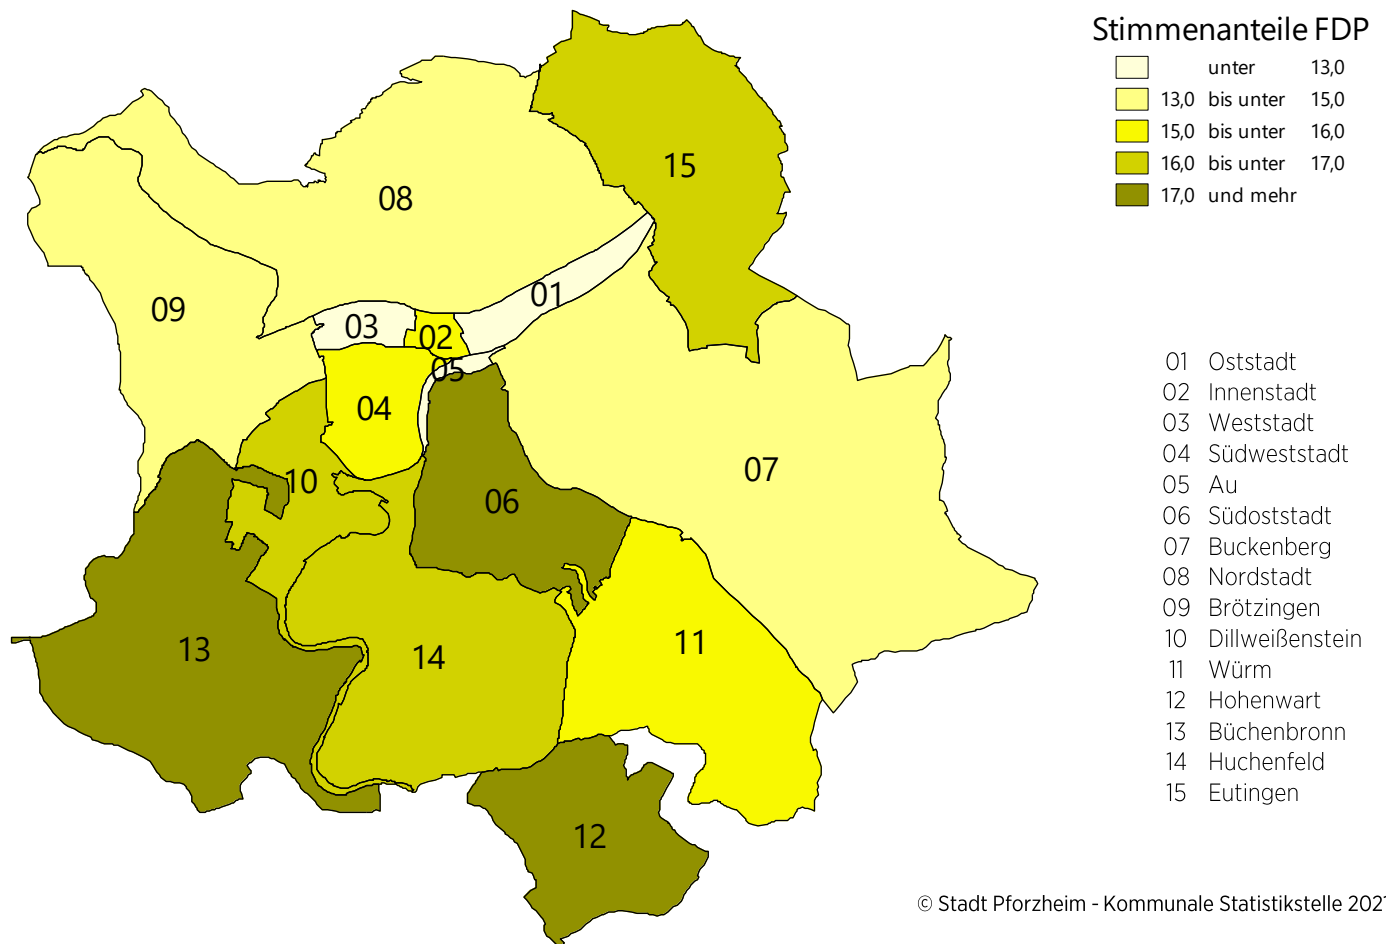 Stimmenanteile FDP
unter 13,0
13,0 bis unter 15,0
15,0 bis unter 16,0
16,0 bis unter 17,0
17,0 und mehr
15
08
01
09
03
02
05
04
07
10
06
11
13
14
12
01 Oststadt
02 Innenstadt
03 Weststadt
04 Südweststadt
05 Au
06 Südoststadt
07 Buckenberg
08 Nordstadt
09 Brötzingen
10 Dillweißenstein
11 Würm
12 Hohenwart
13 Büchenbronn
14 Huchenfeld
15 Eutingen
© Stadt Pforzheim - Kommunale Statistikstelle 2021